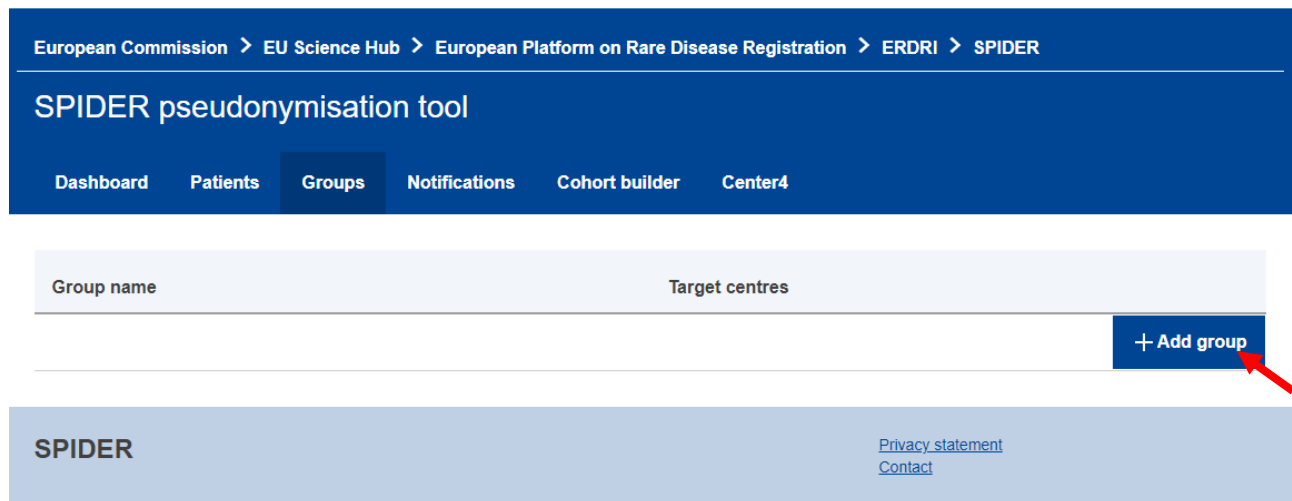 European Commission > EU Science Hub > European Platform on Rare Disease Registration > ERDRI > SPIDER
SPIDER pseudonymisation tool
Dashboard Patients Groups Notifications Cohort builder Center4
Group name Target centres
+ Add group
SPIDER Privacy statement
Contact